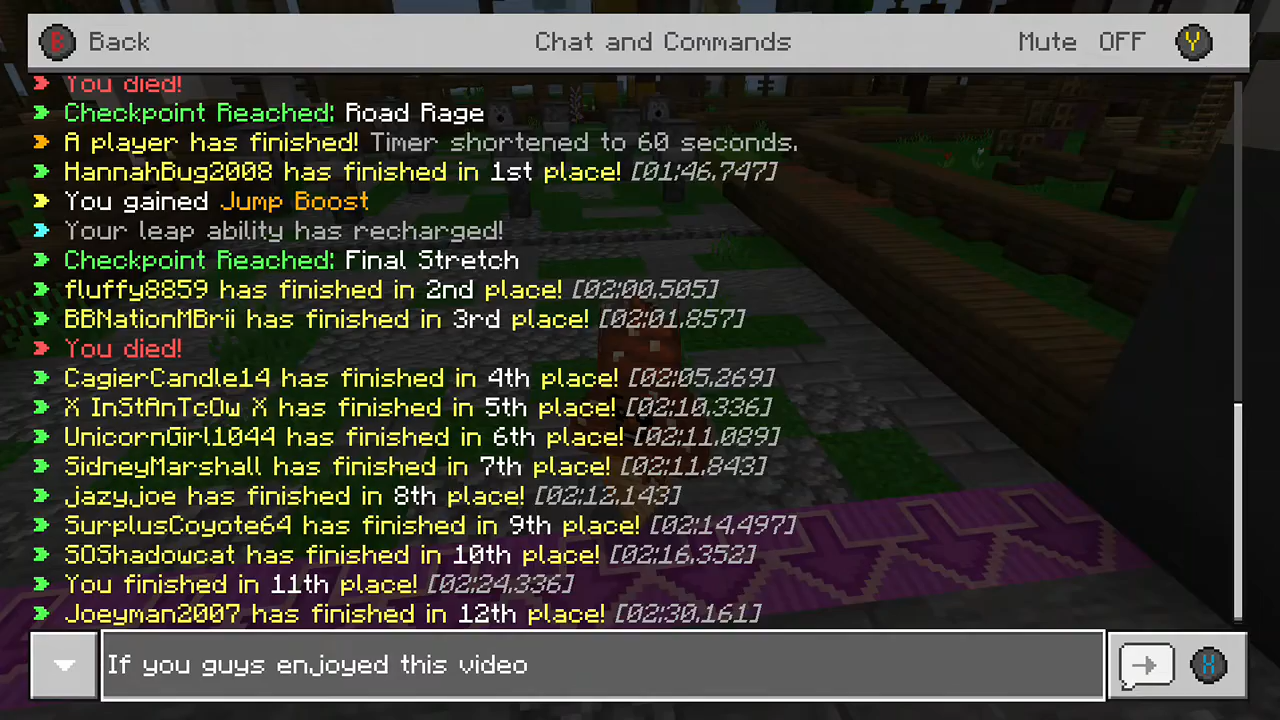 B Back Chat and Commands Mute OFF Y
You died!
Checkpoint Reached: Road Rage
A player has finished! Timer shortened to 60 seconds.
HannahBug2008 has finished in 1st place! [01:46.747]
You gained Jump Boost
Your leap ability has recharged!
Checkpoint Reached: Final Stretch
fluffy8859 has finished in 2nd place! [02:00.505]
BBNationMBrii has finished in 3rd place! [02:01.857]
You died!
CagierCandle14 has finished in 4th place! [02:05.269]
X InStAnTcOw X has finished in 5th place! [02:10.336]
UnicornGirl1044 has finished in 6th place! [02:11.089]
SidneyMarshall has finished in 7th place! [02:11.843]
jazyjoe has finished in 8th place! [02:12.143]
SurplusCoyote64 has finished in 9th place! [02:14.497]
SOShadowcat has finished in 10th place! [02:16.352]
You finished in 11th place! [02:24.336]
Joeyman2007 has finished in 12th place! [02:30.161]
If you guys enjoyed this video X